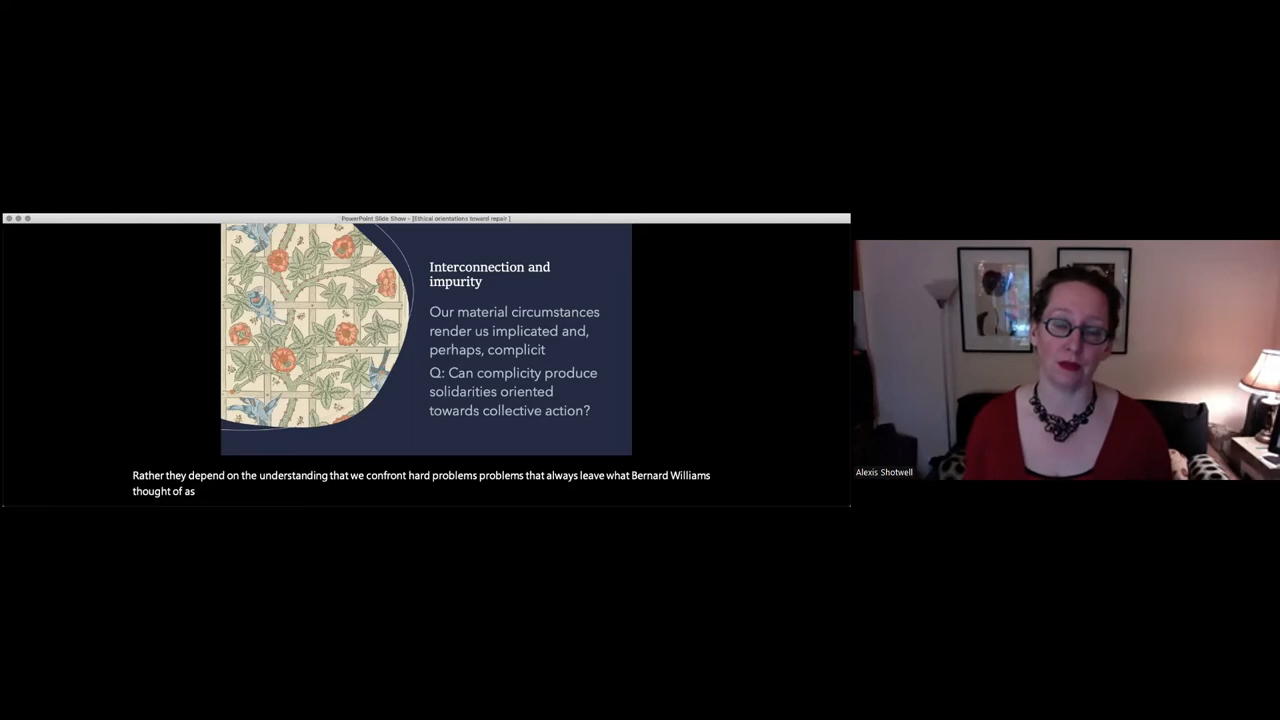 PowerPoint Slide Show - [Ethical orientations toward repair ]
Interconnection and
impurity
Our material circumstances
render us implicated and,
perhaps, complicit
Q: Can complicity produce
solidarities oriented
towards collective action?
Rather they depend on the understanding that we confront hard problems problems that always leave what Bernard Williams
thought of as
Alexis Shotwell